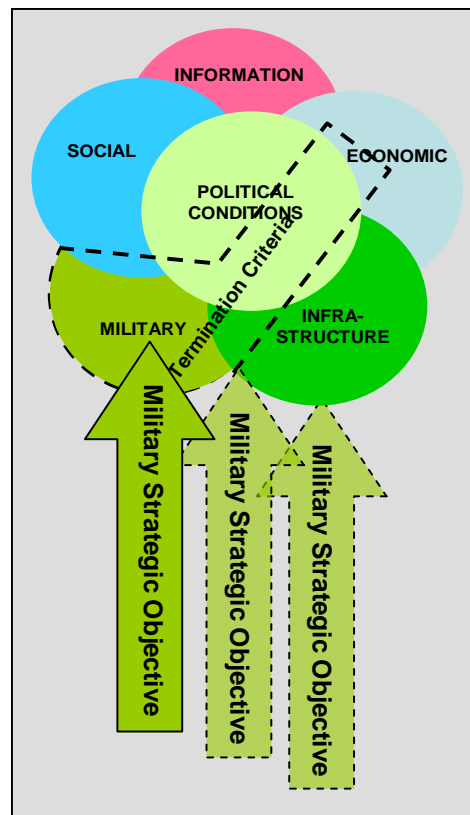 INFORMATION
SOCIAL
ECONOMIC
POLITICAL
CONDITIONS
Termination Criteria
MILITARY
INFRA-
STRUCTURE
Military Strategic Objective
Military Strategic Objective
Military Strategic Objective